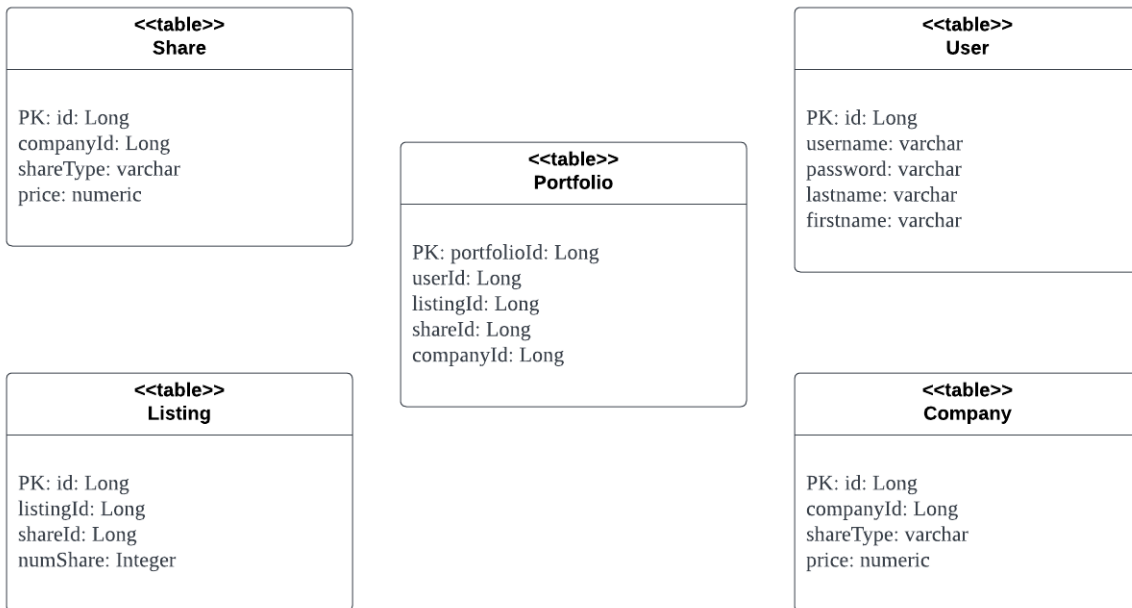 <<table>>
Share
PK: id: Long
companyId: Long
shareType: varchar
price: numeric
<<table>>
User
PK: id: Long
username: varchar
password: varchar
lastname: varchar
firstname: varchar
<<table>>
Portfolio
PK: portfolioId: Long
userId: Long
listingId: Long
shareId: Long
companyId: Long
<<table>>
Listing
PK: id: Long
listingId: Long
shareId: Long
numShare: Integer
<<table>>
Company
PK: id: Long
companyId: Long
shareType: varchar
price: numeric